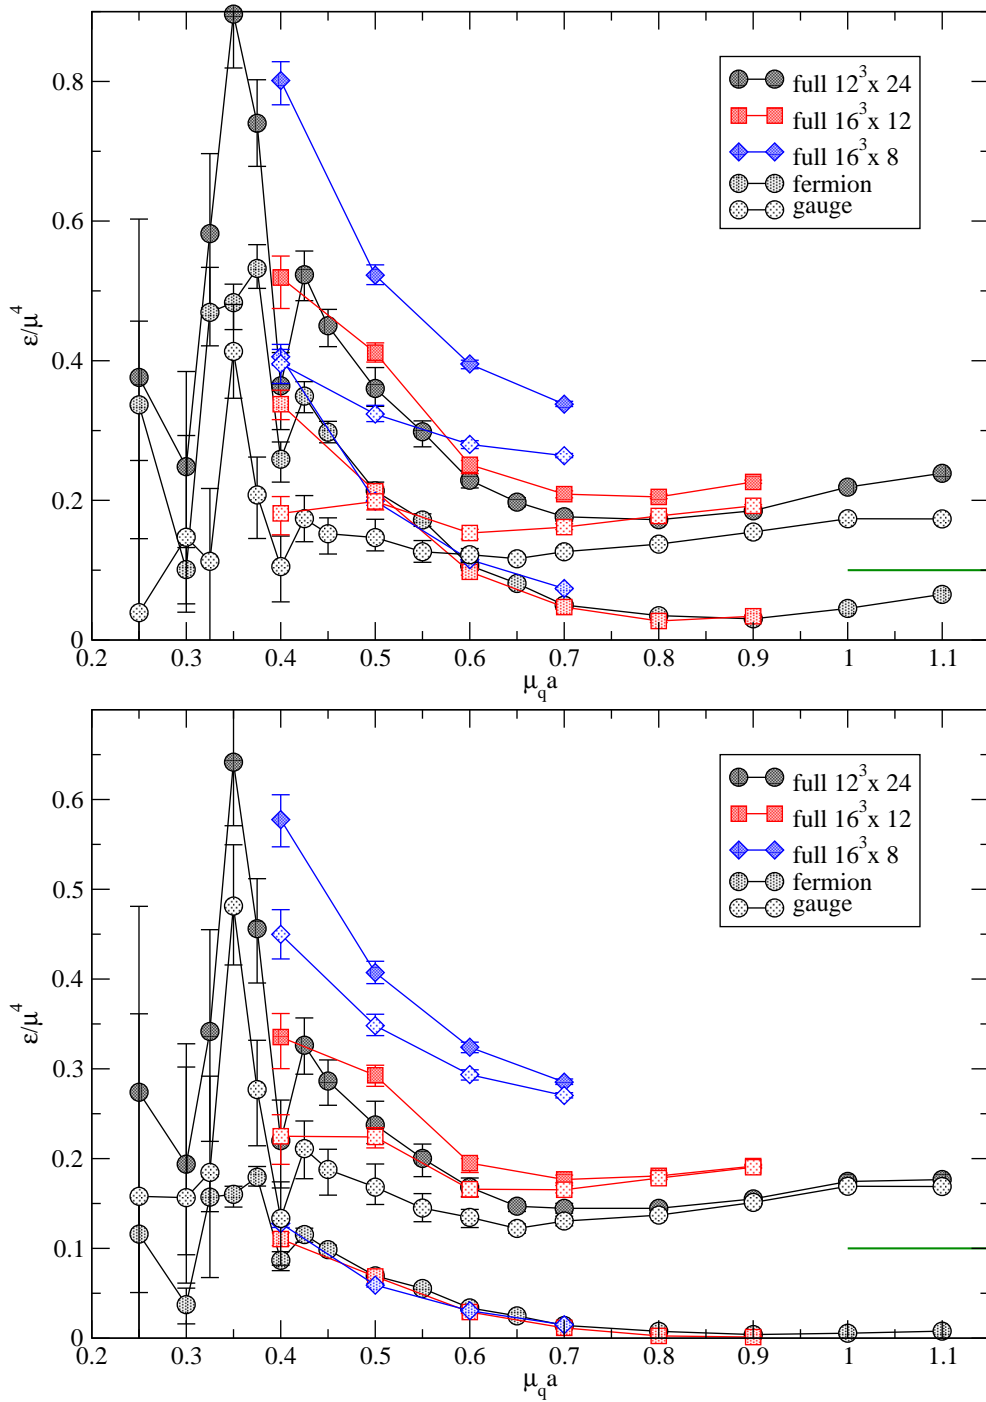 0.8
0.6
0.4
0.2
0
ε/μ⁴
full 12³x 24
full 16³x 12
full 16³x 8
fermion
gauge
0.2 0.3 0.4 0.5 0.6 0.7 0.8 0.9 1 1.1
μ_q a
0.6
0.5
0.4
0.3
0.2
0.1
0
ε/μ⁴
full 12³x 24
full 16³x 12
full 16³x 8
fermion
gauge
0.2 0.3 0.4 0.5 0.6 0.7 0.8 0.9 1 1.1
μ_q a